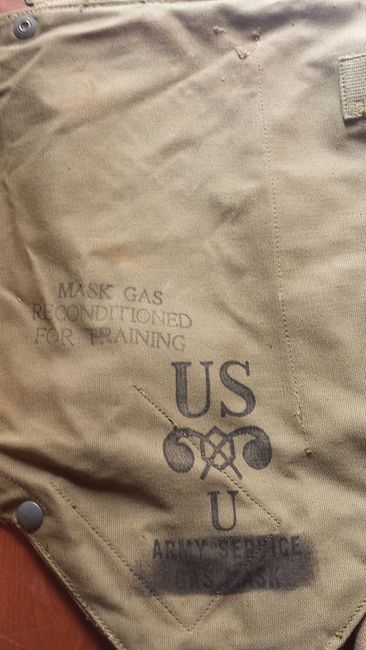 MASK GAS
RECONDITIONED
FOR TRAINING
US
U
ARMY SERVICE
GAS MASK